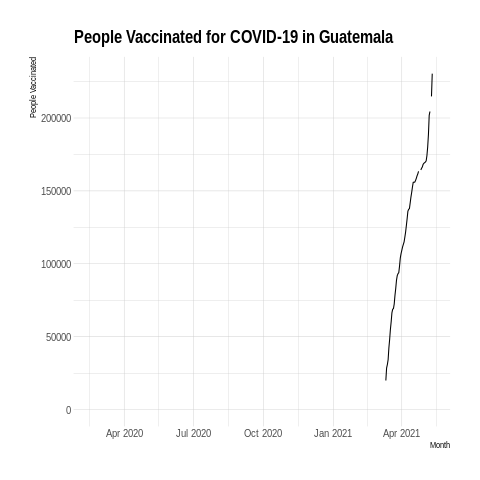 People Vaccinated for COVID-19 in Guatemala
People Vaccinated
200000
150000
100000
50000
0
Apr 2020 Jul 2020 Oct 2020 Jan 2021 Apr 2021
Month